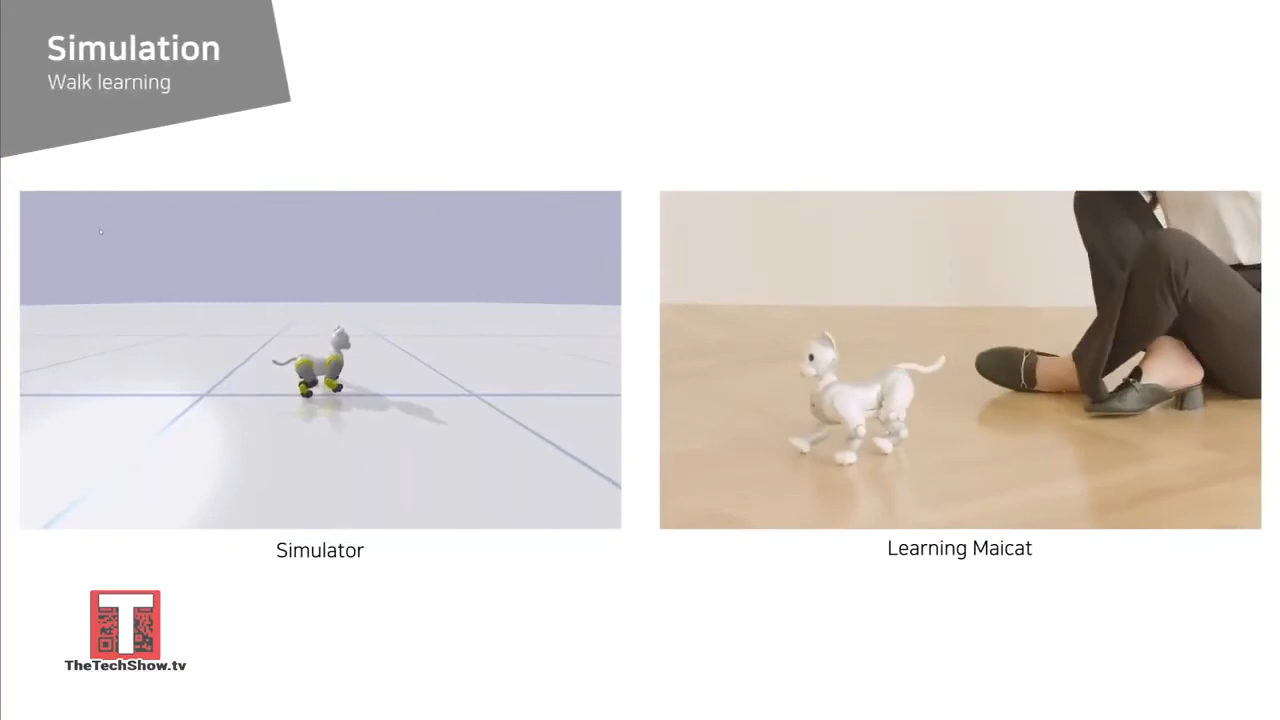 Simulation
Walk learning
Simulator
Learning Maicat
T
TheTechShow.tv